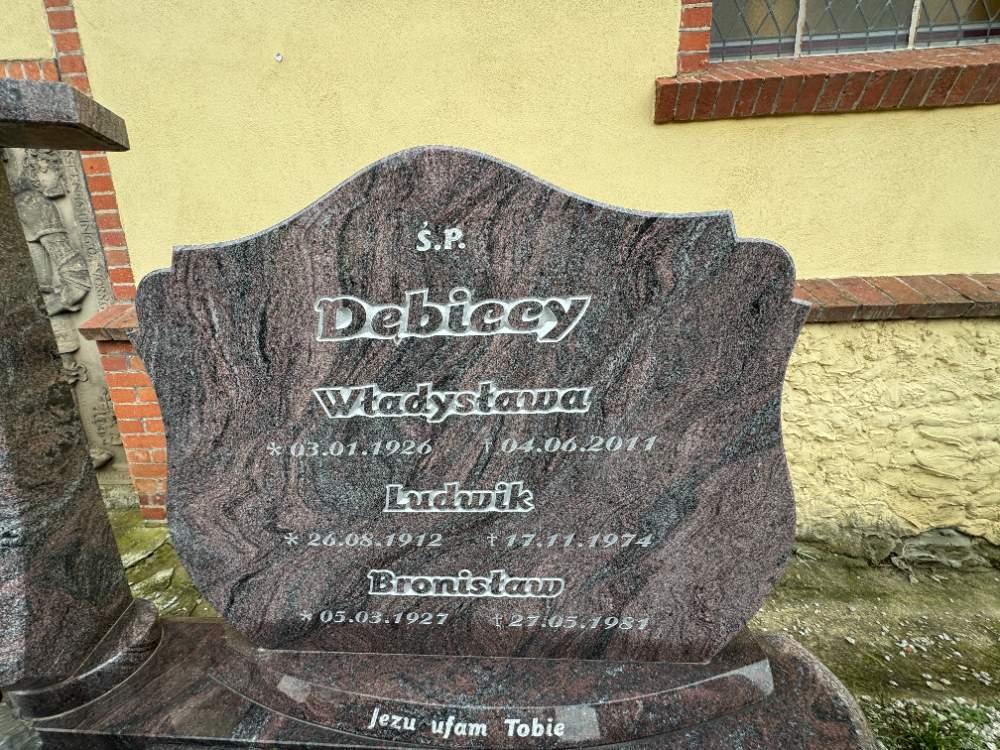 Ś.P.
Dębieccy
Władysława
* 03.01.1926 † 04.06.2011
Ludwik
* 26.08.1912 † 17.11.1974
Bronisław
* 05.03.1927 † 27.05.1981
Jezu ufam Tobie